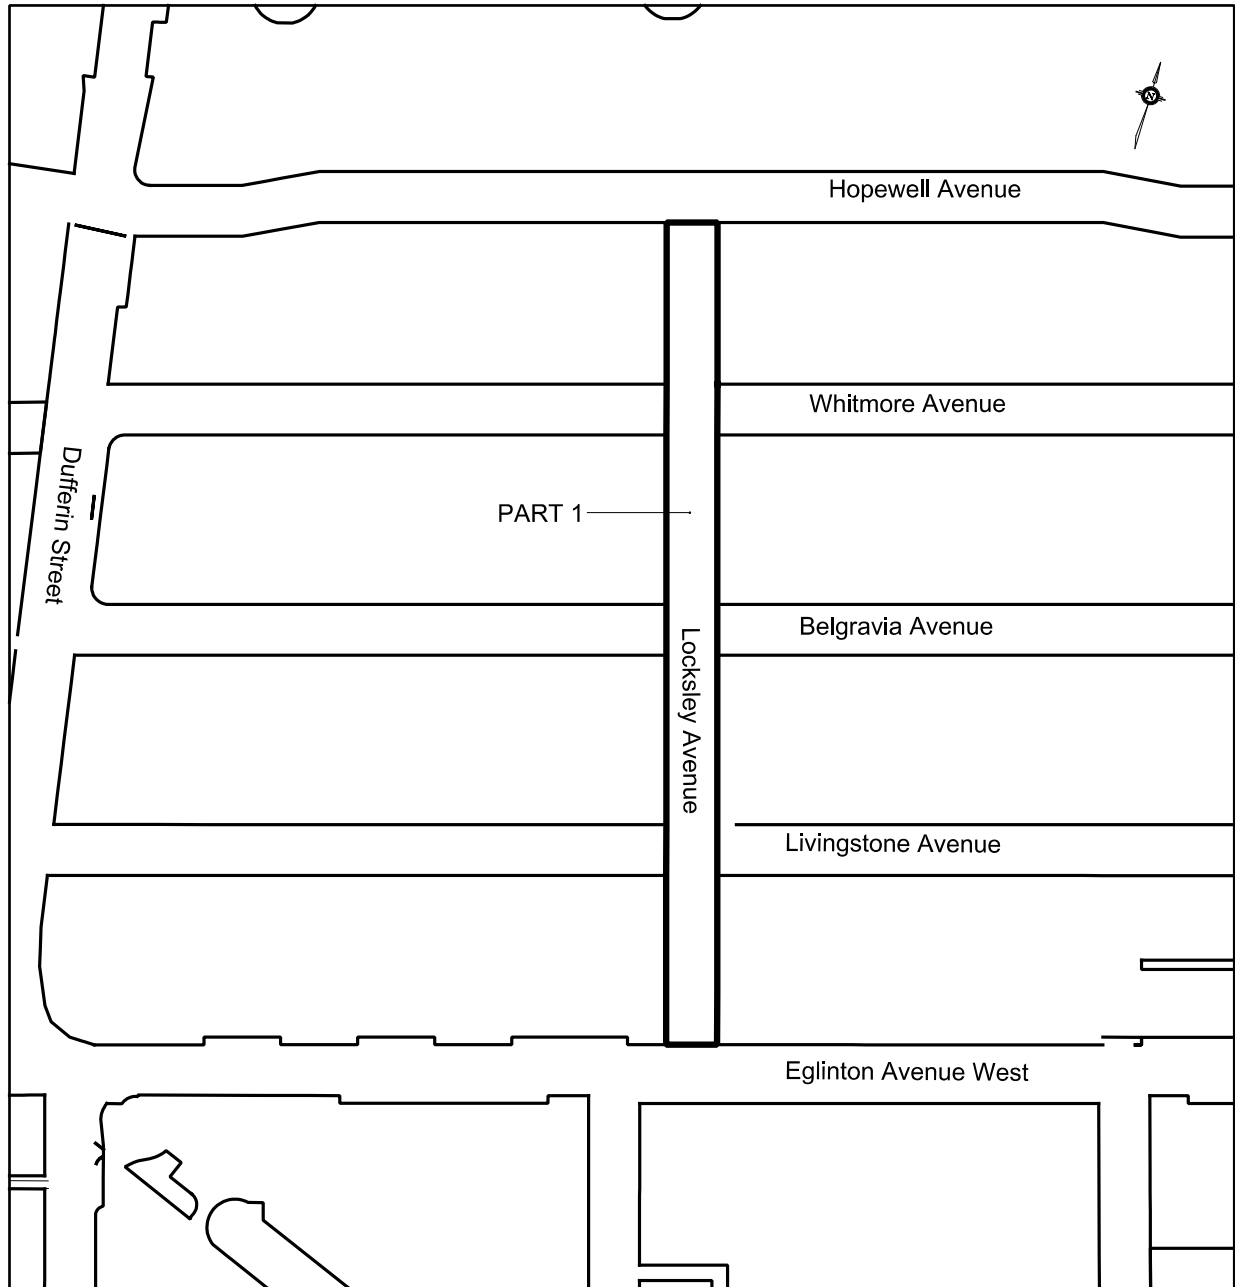 N
Hopewell Avenue
Whitmore Avenue
Dufferin Street
PART 1
Belgravia Avenue
Locksley Avenue
Livingstone Avenue
Eglinton Avenue West